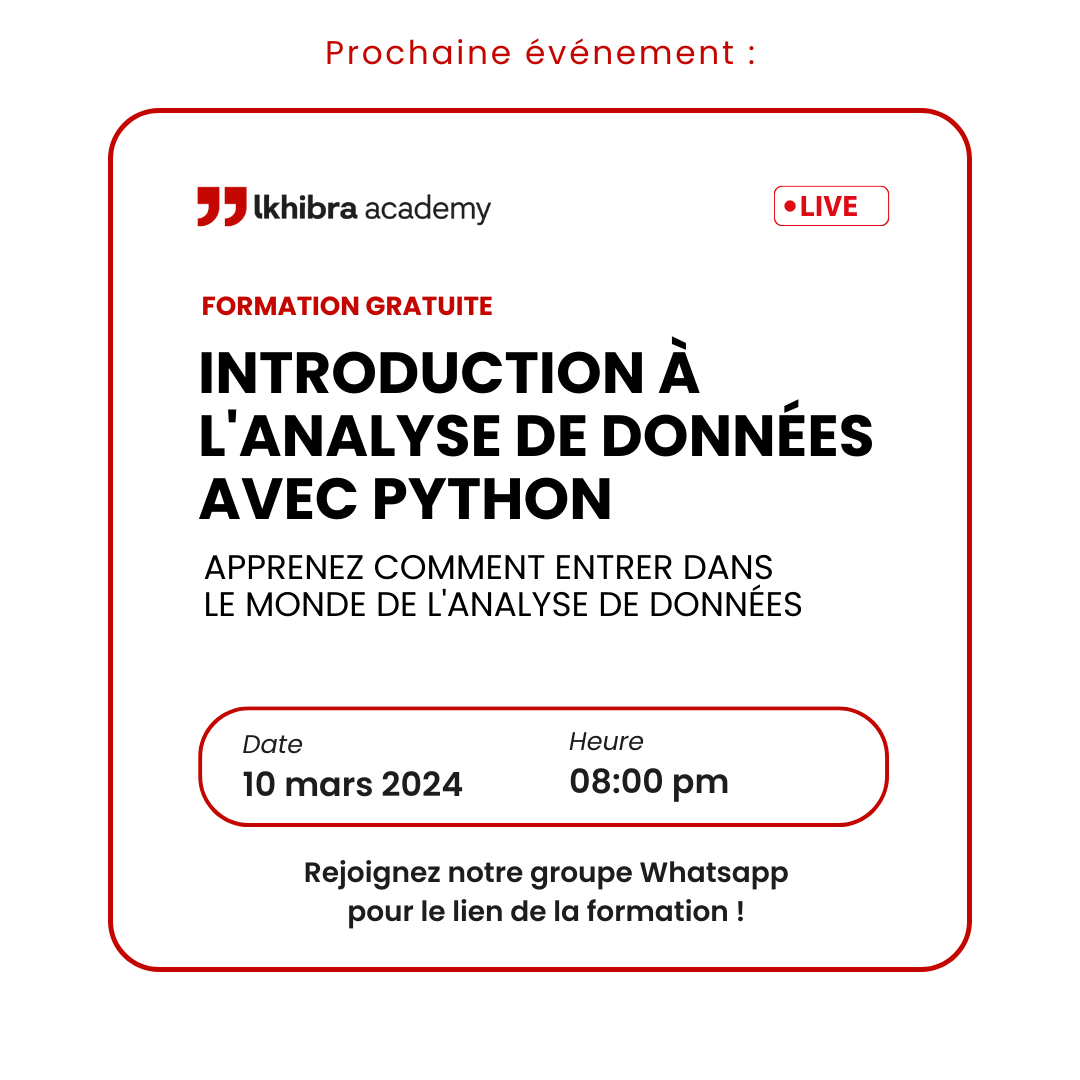 Prochaine événement :
lkhibra academy
LIVE
FORMATION GRATUITE
INTRODUCTION À
L'ANALYSE DE DONNÉES
AVEC PYTHON
APPRENEZ COMMENT ENTRER DANS
LE MONDE DE L'ANALYSE DE DONNÉES
Date
10 mars 2024
Heure
08:00 pm
Rejoignez notre groupe Whatsapp
pour le lien de la formation !